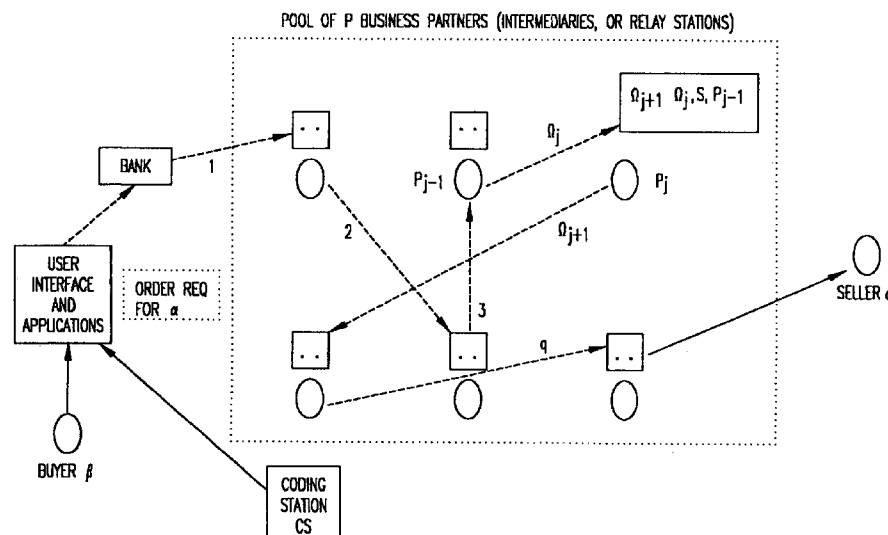 POOL OF P BUSINESS PARTNERS (INTERMEDIARIES, OR RELAY STATIONS)
Ωj+1 Ωj,S,Pj-1
Ωj
BANK
1
Pj-1
Pj
2
Ωj+1
USER
INTERFACE
AND
APPLICATIONS
ORDER REQ
FOR α
3
SELLER
q
BUYER β
CODING
STATION
CS